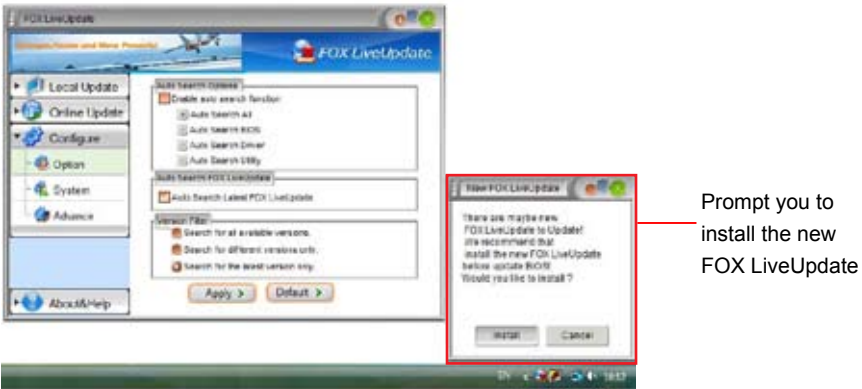 FOX LiveUpdate
FOX LiveUpdate
Local Update
Online Update
Configure
Option
System
Advance
About&Help
Auto Search Options
Enable auto search function
Auto Search All
Auto Search BIOS
Auto Search Driver
Auto Search Utility
Auto Search FOX LiveUpdate
Auto Search Latest FOX LiveUpdate
Version Filter
Search for all available versions.
Search for different versions only.
Search for the latest version only.
Apply
Default
New FOX LiveUpdate
There are maybe new
FOX LiveUpdate to Update!
We recommend that
install the new FOX LiveUpdate
before update BIOS!
Would you like to install ?
Install
Cancel
Prompt you to
install the new
FOX LiveUpdate
EN